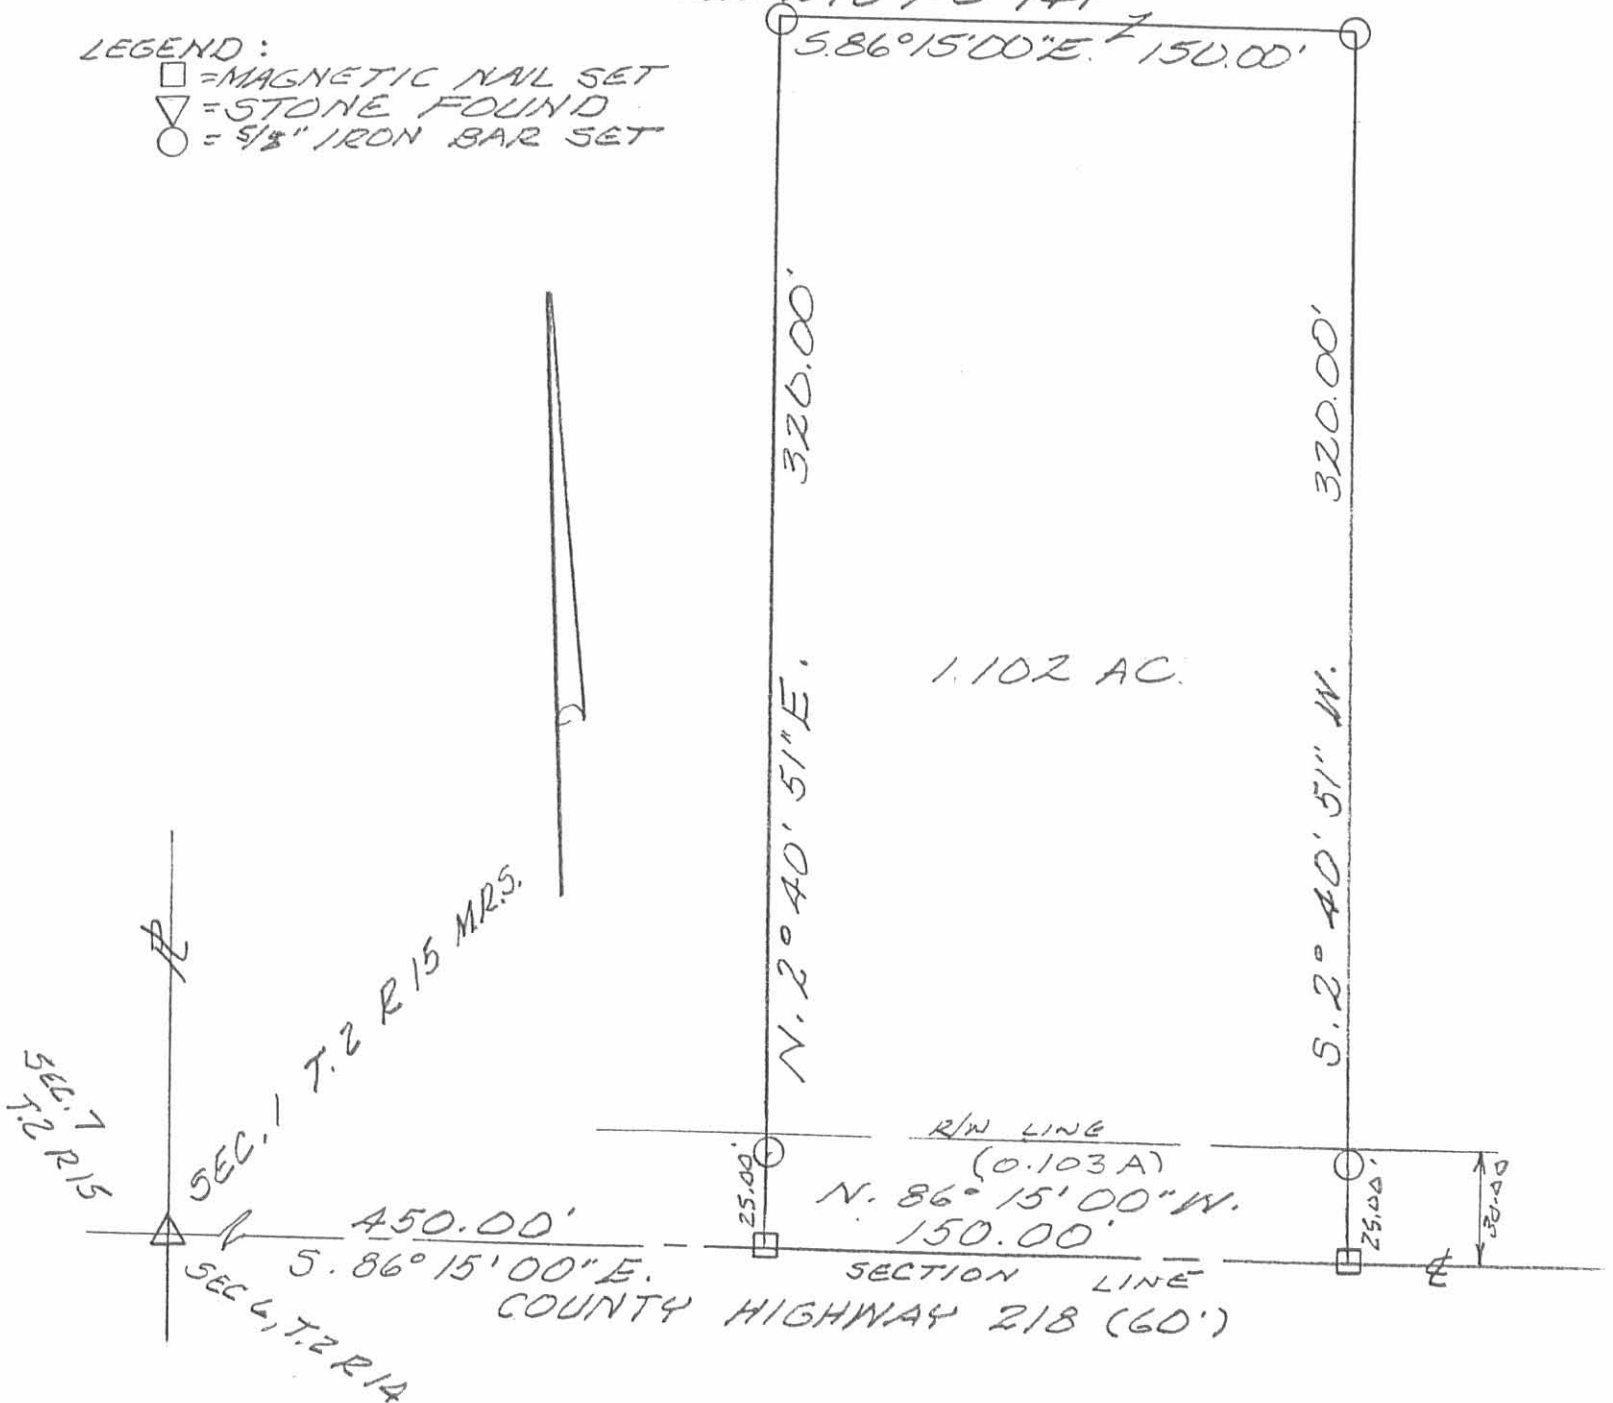 S.86°15'00"E. 150.00'
LEGEND:
□ =MAGNETIC NAIL SET
▽ =STONE FOUND
○ = 5/8" IRON BAR SET
320.00'
320.00'
1.102 AC.
N. 2° 40' 51" E.
S. 2° 40' 51" W.
SEC. 1 T.2 R 15 M.R.S.
SEC. 7
T.2 R15
R/W LINE
(0.103 A)
25.00'
N. 86° 15' 00" W.
150.00'
25.00'
30.00
450.00'
S. 86° 15' 00" E.
SECTION LINE
℄
COUNTY HIGHWAY 218 (60')
SEC 6, T.2 R14